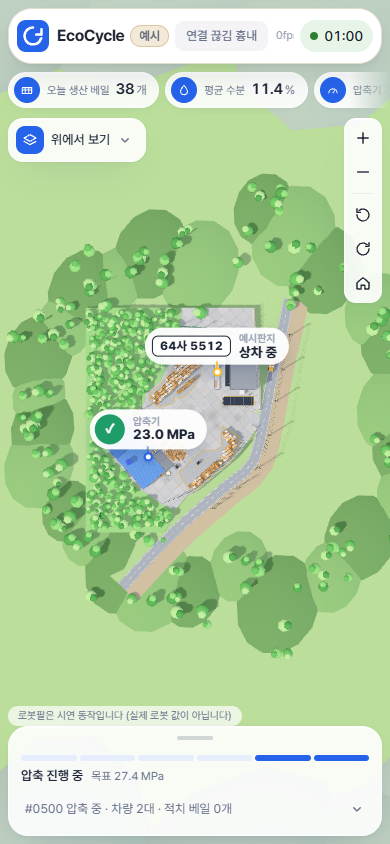 EcoCycle 예시 연결 끊김 흉내 0fp 01:00
오늘 생산 베일 38 개 평균 수분 11.4 % 압축기
위에서 보기
64사 5512 예시판지 상차 중
압축기 23.0 MPa
로봇팔은 시연 동작입니다 (실제 로봇 값이 아닙니다)
압축 진행 중 목표 27.4 MPa
#0500 압축 중 · 차량 2대 · 적치 베일 0개